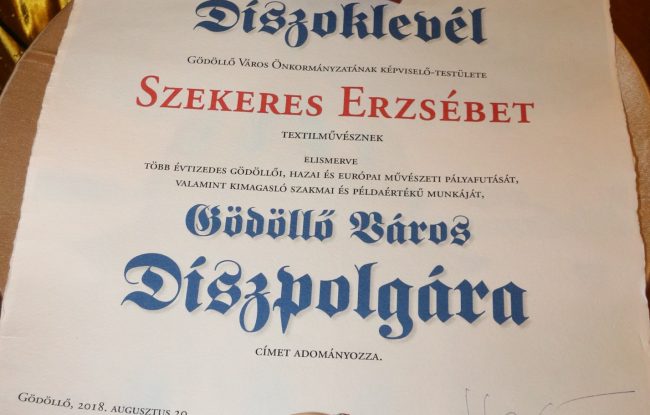 Díszoklevél
Gödöllő Város Önkormányzatának képviselő-testülete
Szekeres Erzsébet
textilművésznek
elismerve
több évtizedes gödöllői, hazai és európai művészeti pályafutását,
valamint kimagasló szakmai és példaértékű munkáját,
Gödöllő Város
Díszpolgára
címet adományozza.
Gödöllő, 2018. augusztus 20.